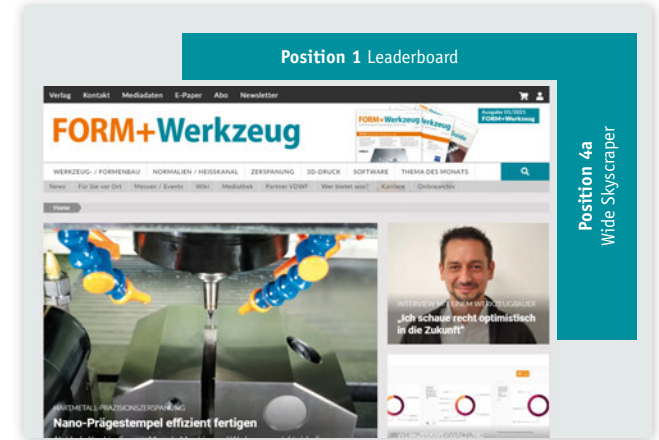 Position 1 Leaderboard
Position 4a
Wide Skyscraper
Verlag Kontakt Mediadaten E-Paper Abo Newsletter
FORM+Werkzeug
FORM+Werkzeug
Ausgabe 05/2021
FORM+Werkzeug
WERKZEUG- / FORMENBAU NORMALIEN / HEISSKANAL ZERSPANUNG 3D-DRUCK SOFTWARE THEMA DES MONATS
News Für Sie vor Ort Messen / Events Wiki Mediathek Partner VDWF Wer bietet was? Karriere Onlinearchiv
Home
HARTMETALL-PRÄZISIONSZERSPANUNG
Nano-Prägestempel effizient fertigen
INTERVIEW MIT EINEM WERKZEUGBAUER
„Ich schaue recht optimistisch
in die Zukunft"